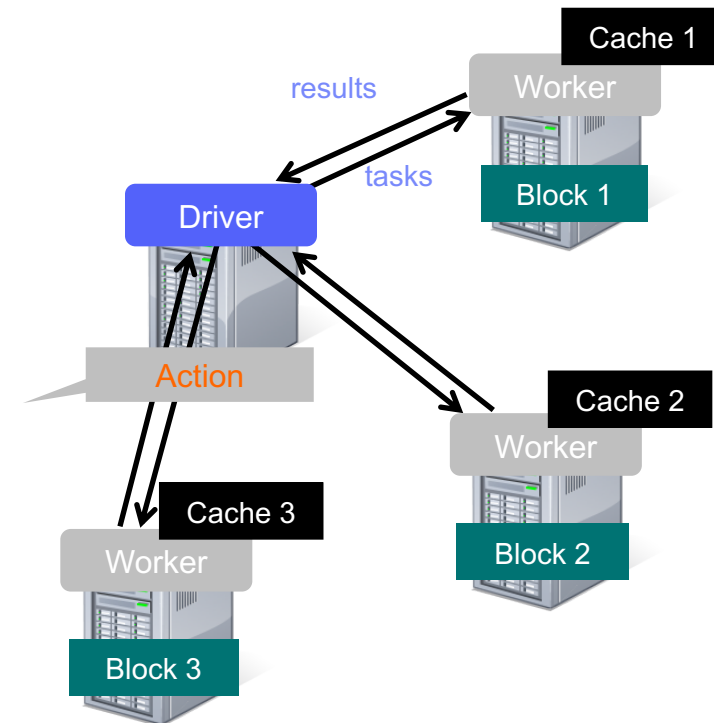 Cache 1
Worker
results
tasks
Block 1
Driver
Action
Cache 2
Worker
Block 2
Cache 3
Worker
Block 3